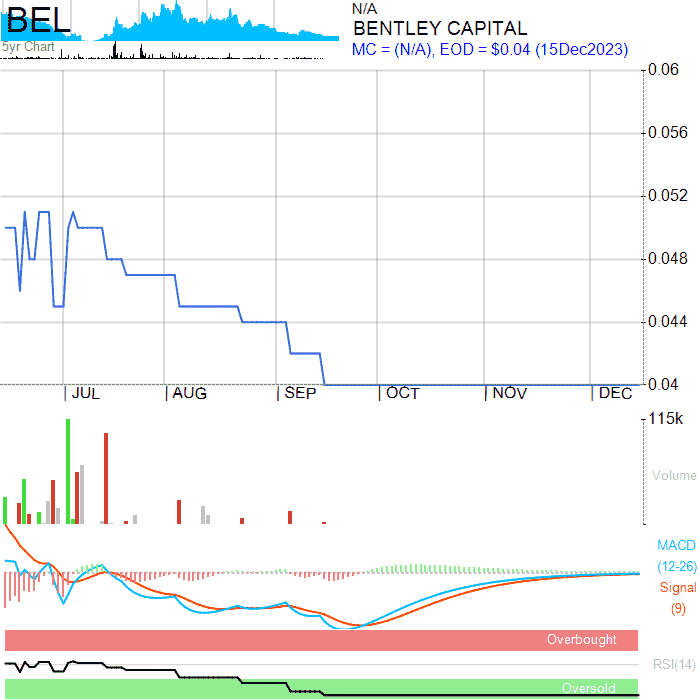 BEL
5yr Chart
N/A
BENTLEY CAPITAL
MC = (N/A), EOD = $0.04 (15Dec2023)
0.06
0.056
0.052
0.048
0.044
0.04
JUL AUG SEP OCT NOV DEC
115k
Volume
MACD
(12-26)
Signal
(9)
Overbought
RSI(14)
Oversold